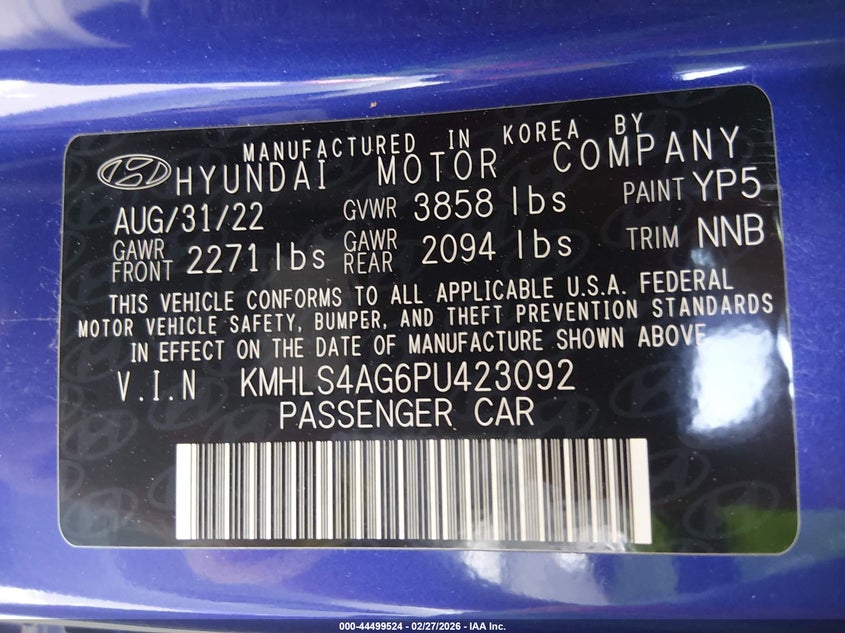 MANUFACTURED IN KOREA BY
HYUNDAI MOTOR COMPANY
AUG/31/22 GVWR 3858 lbs PAINT YP5
GAWR FRONT 2271 lbs GAWR REAR 2094 lbs TRIM NNB
THIS VEHICLE CONFORMS TO ALL APPLICABLE U.S.A. FEDERAL
MOTOR VEHICLE SAFETY, BUMPER, AND THEFT PREVENTION STANDARDS
IN EFFECT ON THE DATE OF MANUFACTURE SHOWN ABOVE.
V.I.N KMHLS4AG6PU423092
PASSENGER CAR
000-44499524 - 02/27/2026 - IAA Inc.